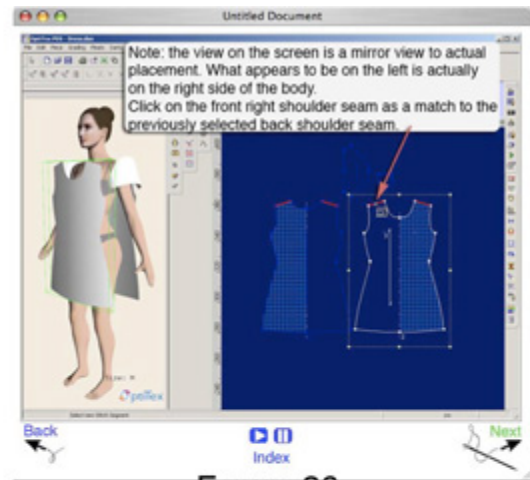 Untitled Document
Note: the view on the screen is a mirror view to actual
placement. What appears to be on the left is actually
on the right side of the body.
Click on the front right shoulder seam as a match to the
previously selected back shoulder seam.
Back
Index
Next